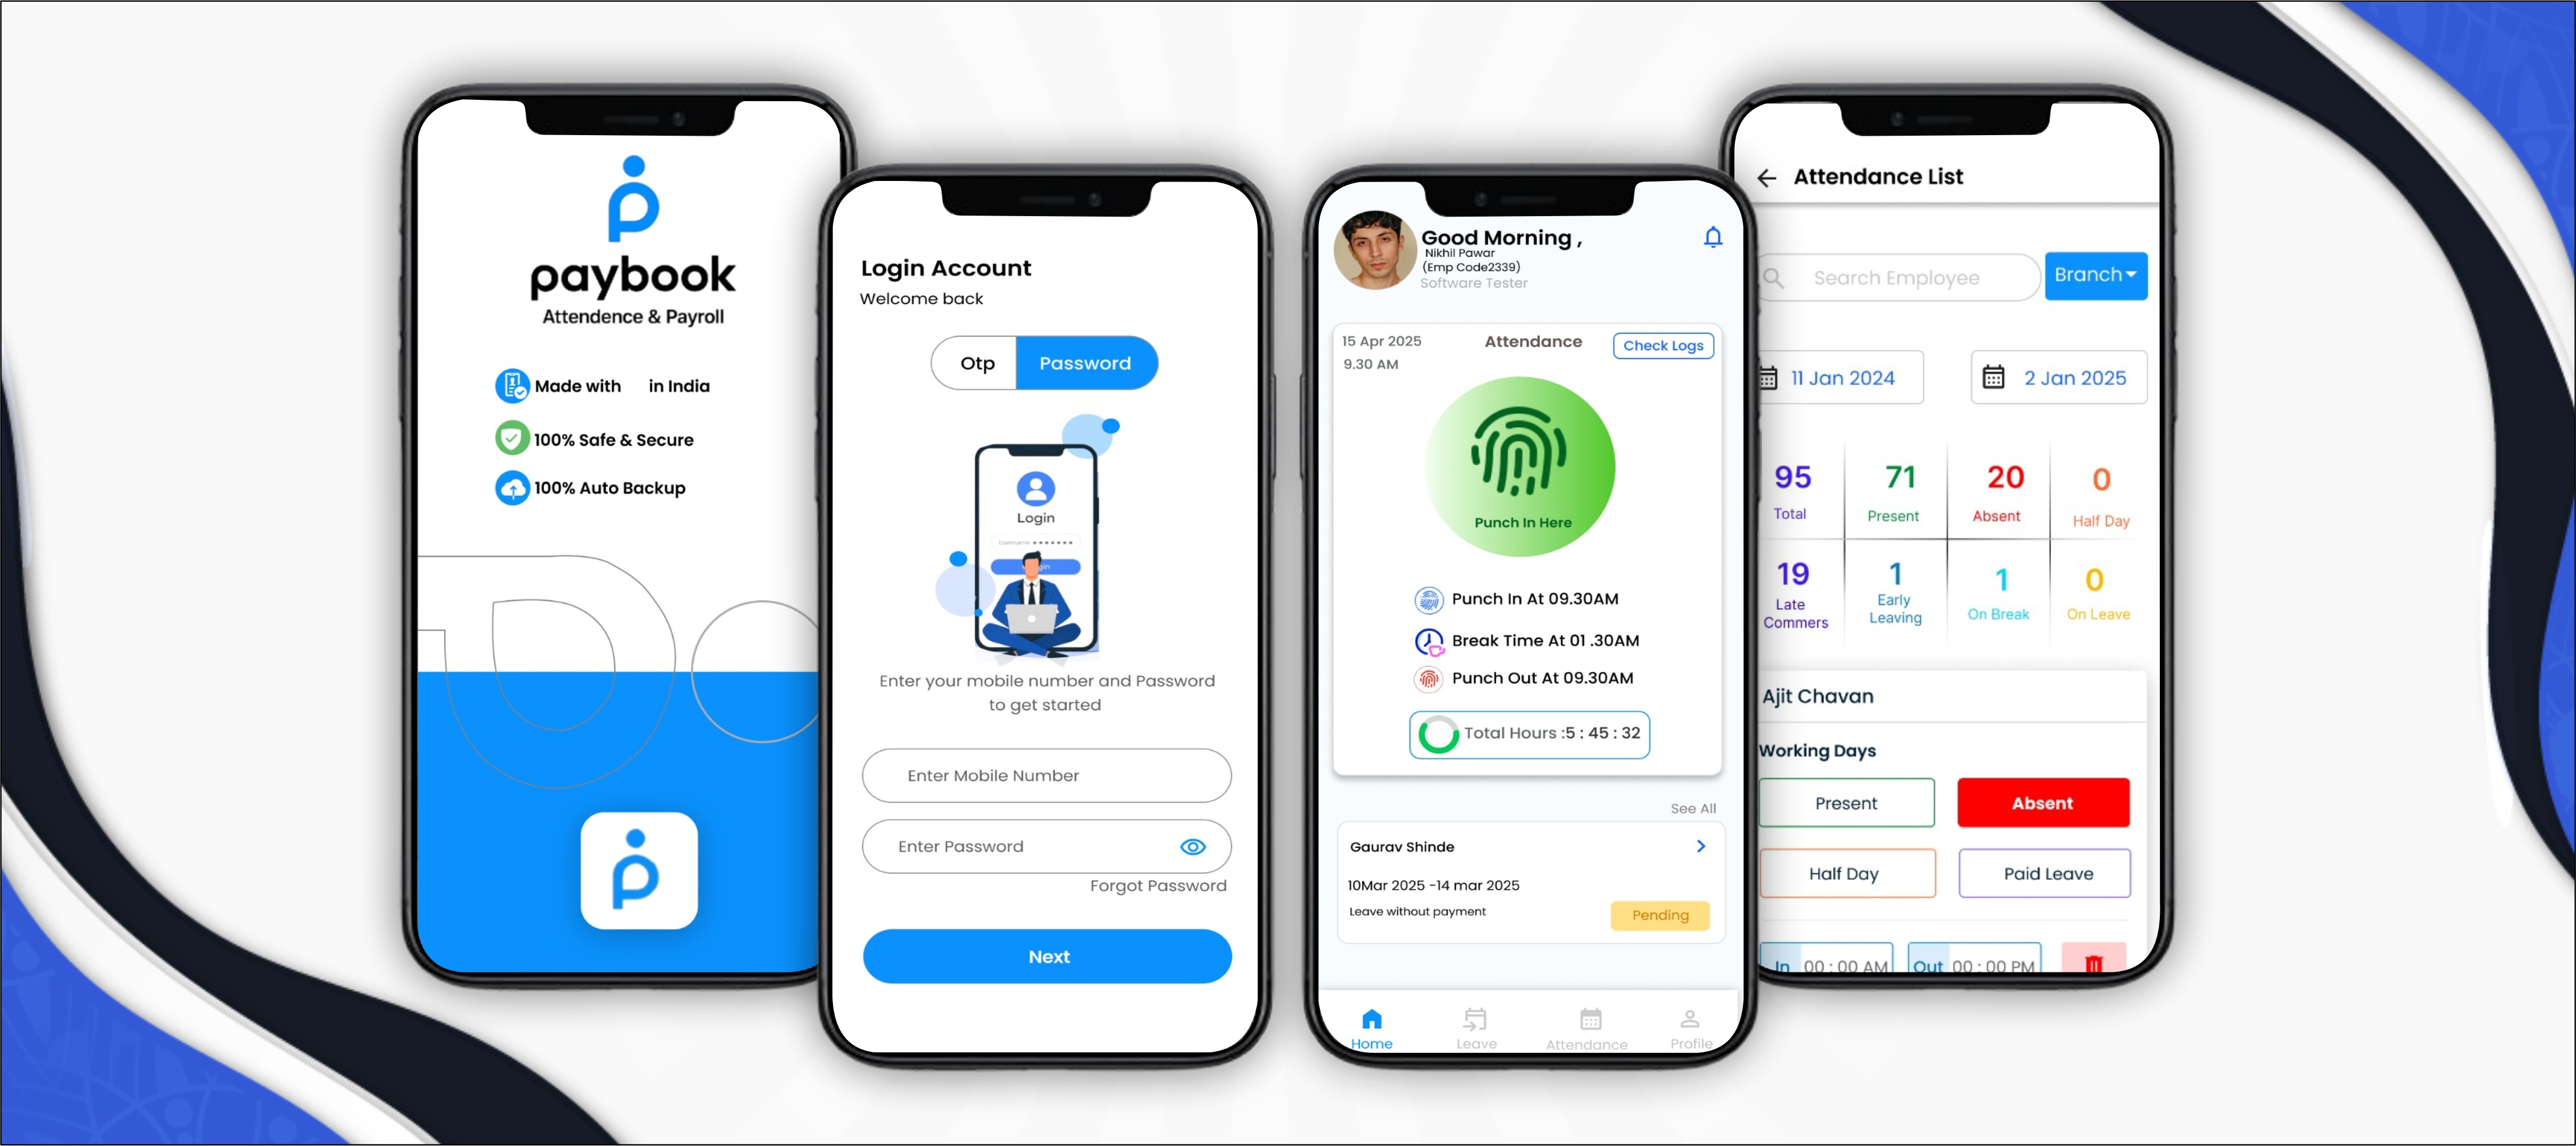 paybook
Attendence & Payroll
Made with in India
100% Safe & Secure
100% Auto Backup
Login Account
Welcome back
Otp
Password
Login
Username
Enter your mobile number and Password
to get started
Enter Mobile Number
Enter Password
Forgot Password
Next
Good Morning ,
Nikhil Pawar
(Emp Code2339)
Software Tester
15 Apr 2025
9.30 AM
Attendance
Check Logs
Punch In Here
Punch In At 09.30AM
Break Time At 01 .30AM
Punch Out At 09.30AM
Total Hours :5 : 45 : 32
See All
Gaurav Shinde
10Mar 2025 -14 mar 2025
Leave without payment
Pending
Home
Leave
Attendance
Profile
Attendance List
Search Employee
Branch
11 Jan 2024
2 Jan 2025
95
Total
71
Present
20
Absent
0
Half Day
19
Late
Commers
1
Early
Leaving
1
On Break
0
On Leave
Ajit Chavan
Working Days
Present
Absent
Half Day
Paid Leave
In 00 : 00 AM
Out 00 : 00 PM